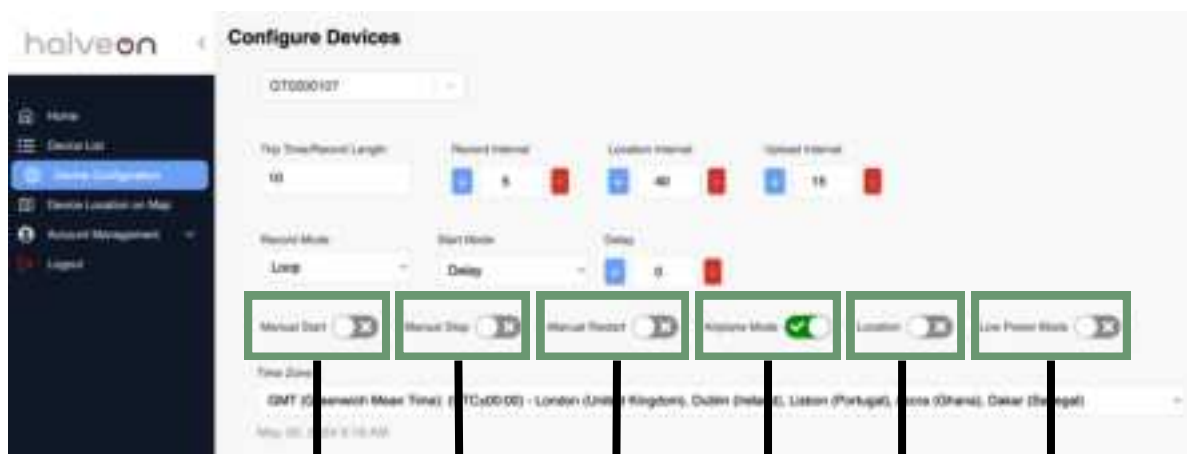 halveon
Configure Devices
QT0000107
Home
Device List
Device Configuration
Device Location on Map
Account Management
Logout
Trip Time/Record Length
Record Interval
Location Interval
Upload Interval
10
5
40
15
Record Mode
Start Mode
Delay
Loop
Delay
0
Manual Start
Manual Stop
Manual Restart
Airplane Mode
Location
Low Power Mode
Time Zone
GMT (Greenwich Mean Time): (UTC±00:00) - London (United Kingdom), Dublin (Ireland), Lisbon (Portugal), Accra (Ghana), Dakar (Senegal)